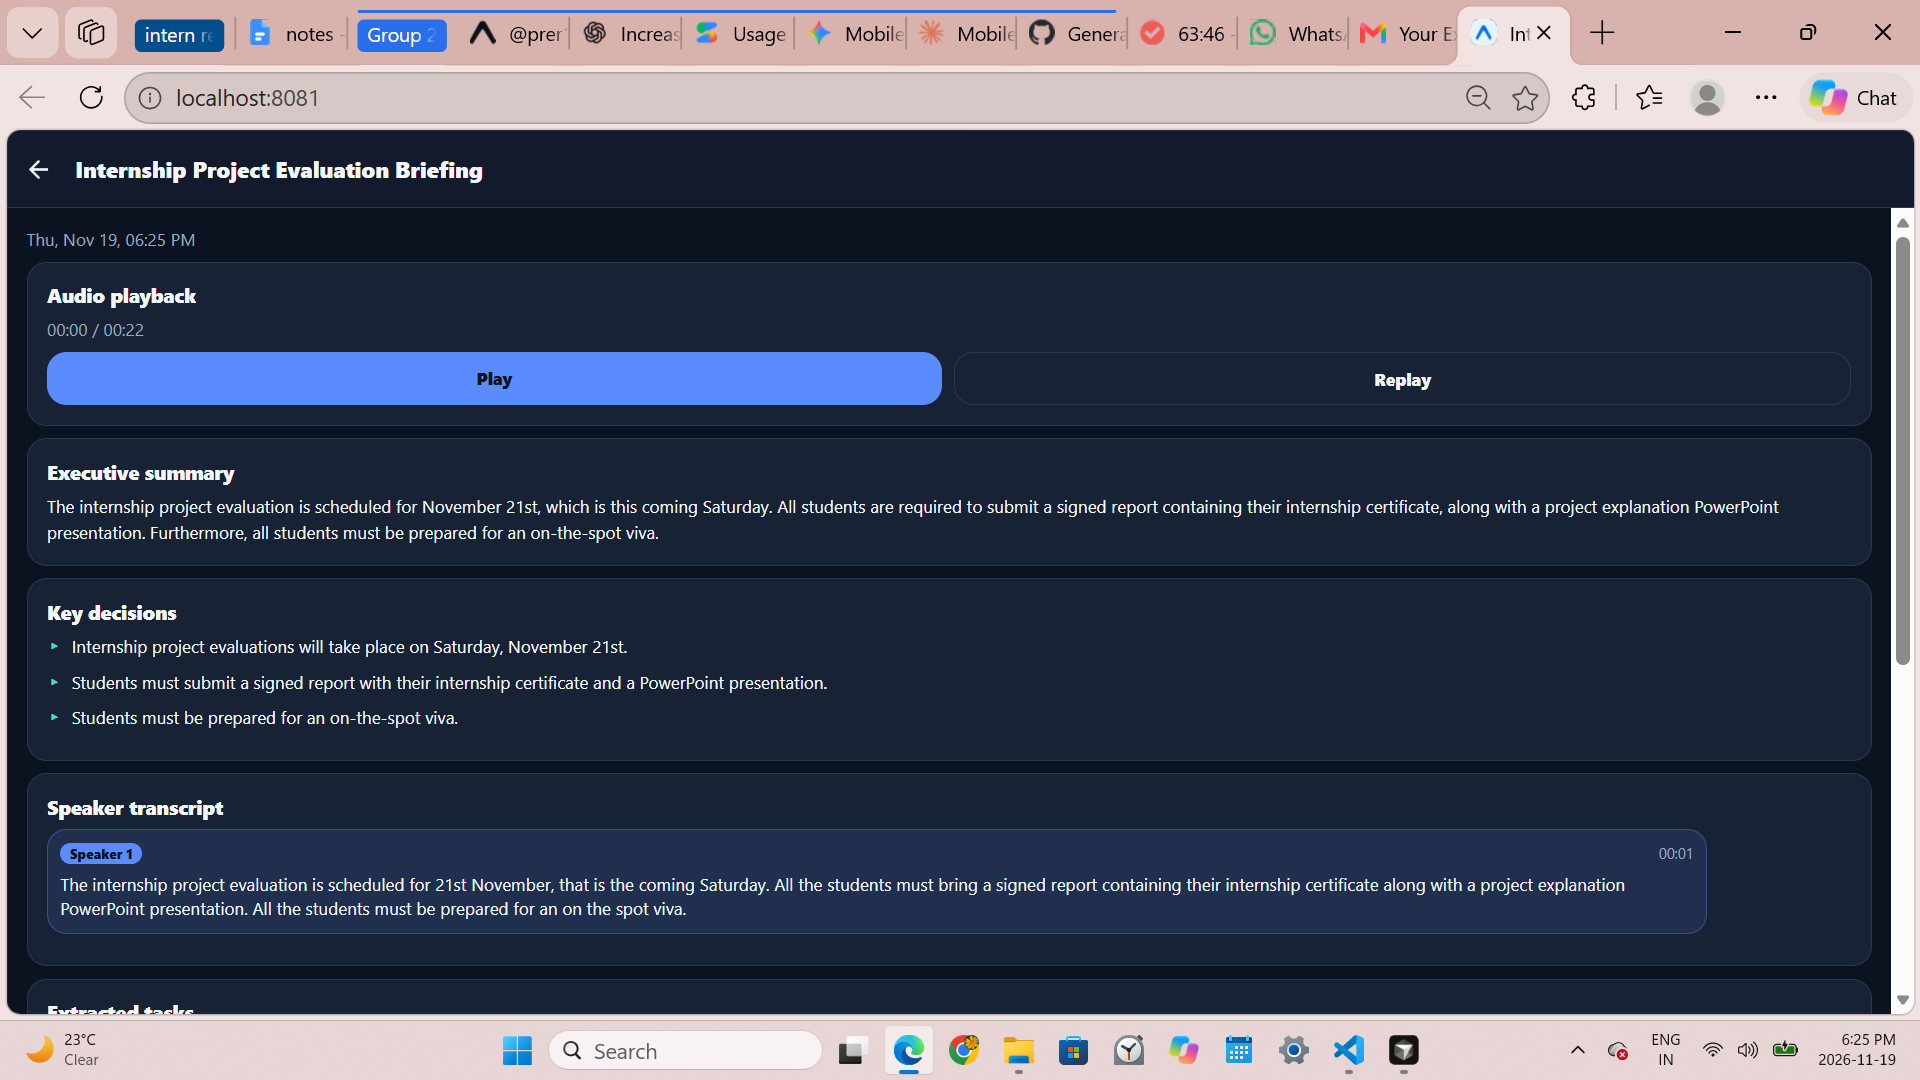 intern re
notes -
Group 2
@prer
Increas
Usage
Mobile
Mobile
Genera
63:46 -
Whats
Your E
Int
localhost:8081
Chat
Internship Project Evaluation Briefing
Thu, Nov 19, 06:25 PM
Audio playback
00:00 / 00:22
Play
Replay
Executive summary
The internship project evaluation is scheduled for November 21st, which is this coming Saturday. All students are required to submit a signed report containing their internship certificate, along with a project explanation PowerPoint
presentation. Furthermore, all students must be prepared for an on-the-spot viva.
Key decisions
Internship project evaluations will take place on Saturday, November 21st.
Students must submit a signed report with their internship certificate and a PowerPoint presentation.
Students must be prepared for an on-the-spot viva.
Speaker transcript
Speaker 1
00:01
The internship project evaluation is scheduled for 21st November, that is the coming Saturday. All the students must bring a signed report containing their internship certificate along with a project explanation
PowerPoint presentation. All the students must be prepared for an on the spot viva.
Extracted tasks
23°C
Clear
Search
ENG
IN
6:25 PM
2026-11-19